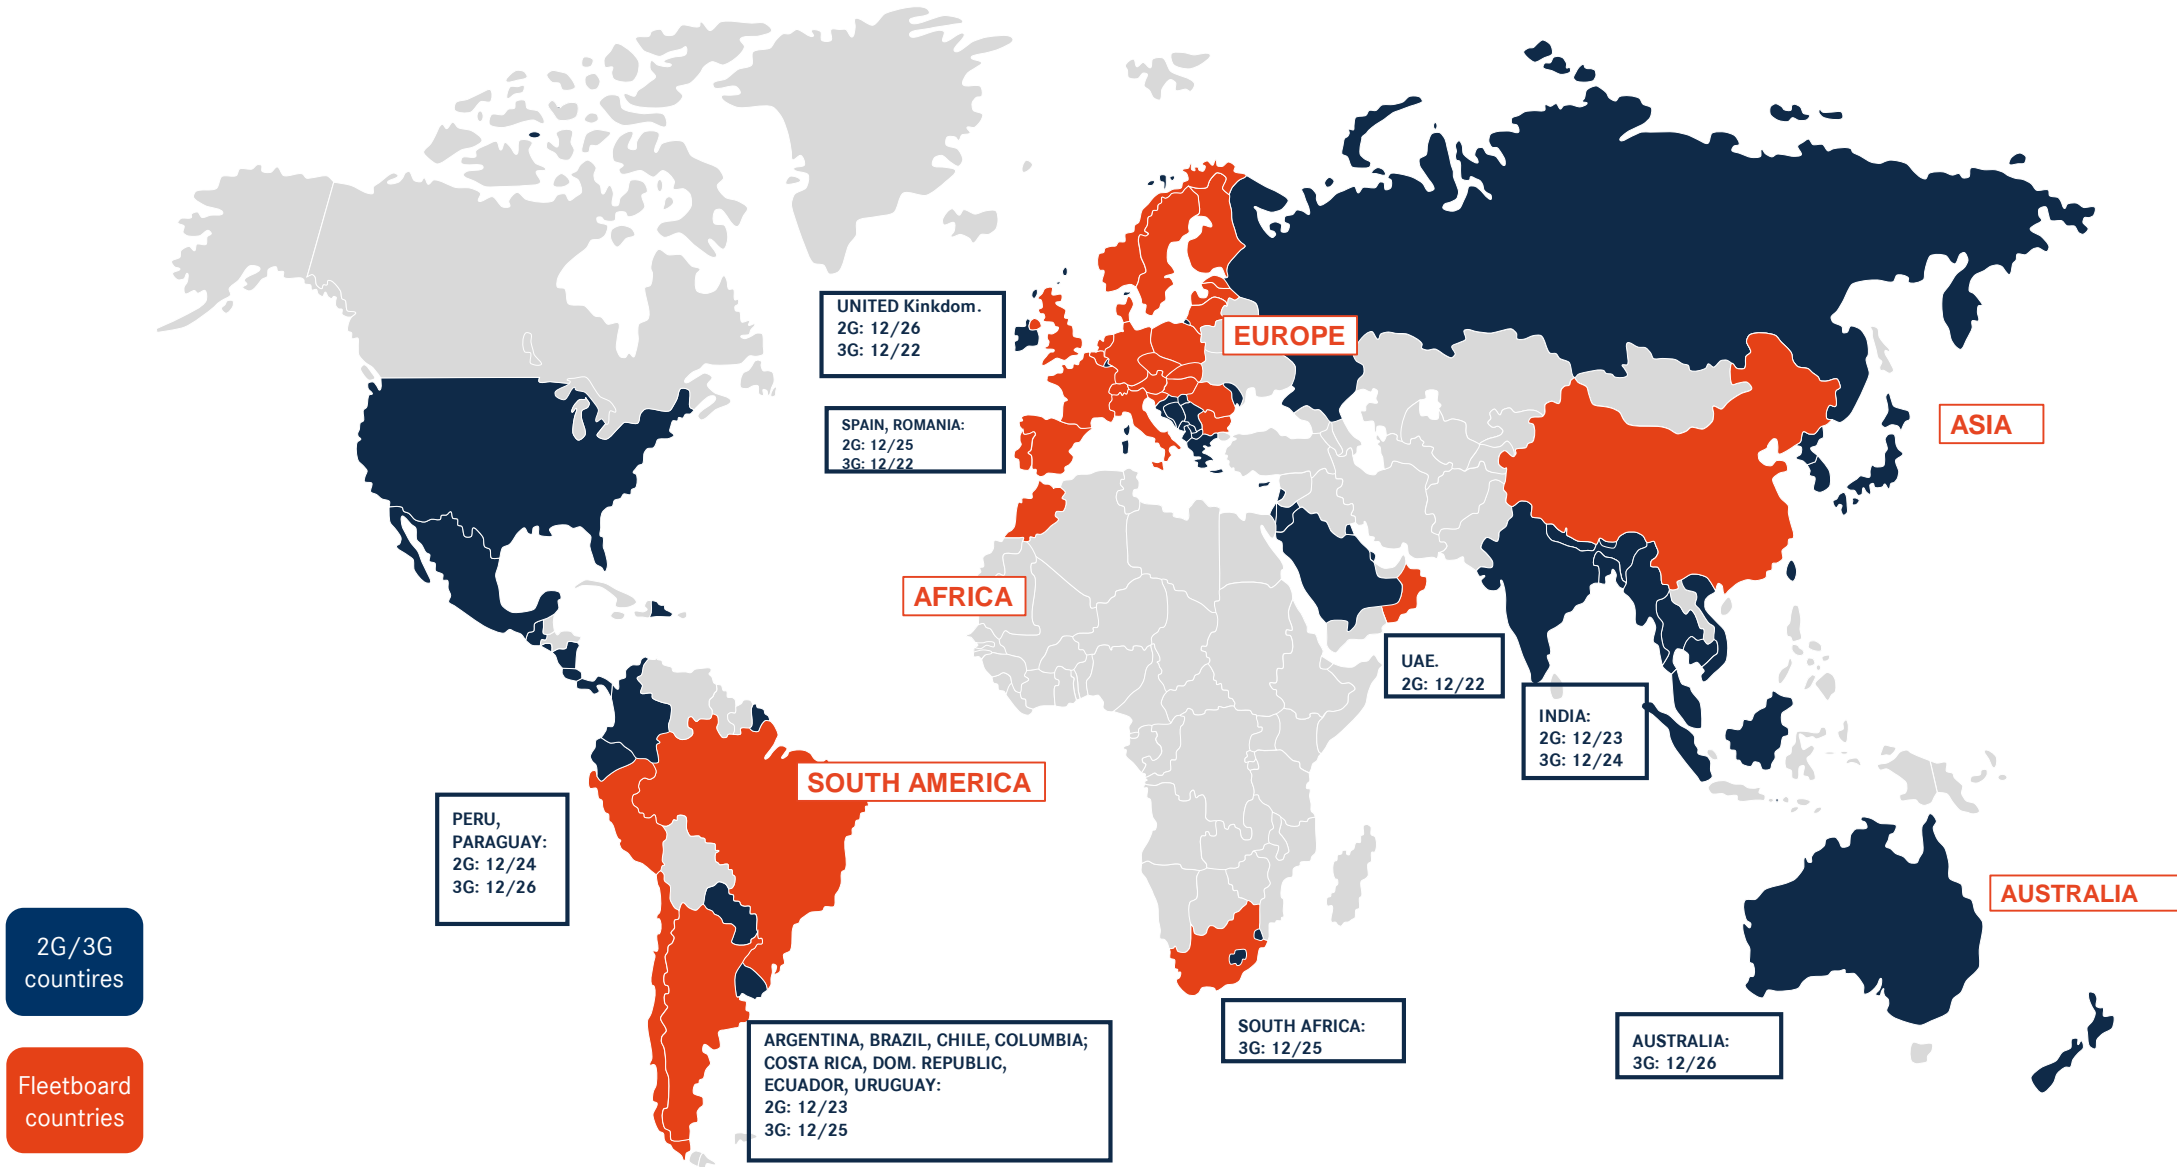 UNITED Kinkdom.
2G: 12/26
3G: 12/22
EUROPE
SPAIN, ROMANIA:
2G: 12/25
3G: 12/22
ASIA
AFRICA
UAE.
2G: 12/22
INDIA:
2G: 12/23
3G: 12/24
SOUTH AMERICA
PERU,
PARAGUAY:
2G: 12/24
3G: 12/26
AUSTRALIA
2G/3G
countires
Fleetboard
countries
ARGENTINA, BRAZIL, CHILE, COLUMBIA;
COSTA RICA, DOM. REPUBLIC,
ECUADOR, URUGUAY:
2G: 12/23
3G: 12/25
SOUTH AFRICA:
3G: 12/25
AUSTRALIA:
3G: 12/26